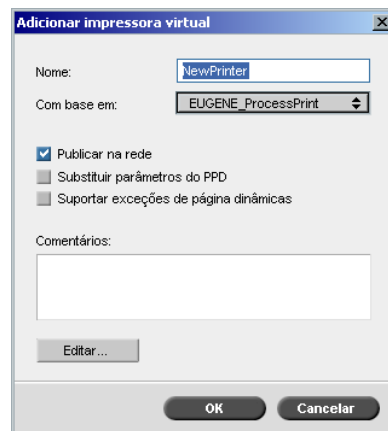 Adicionar impressora virtual
Nome: NewPrinter
Com base em: EUGENE_ProcessPrint
Publicar na rede
Substituir parâmetros do PPD
Suportar exceções de página dinâmicas
Comentários:
Editar...
OK Cancelar